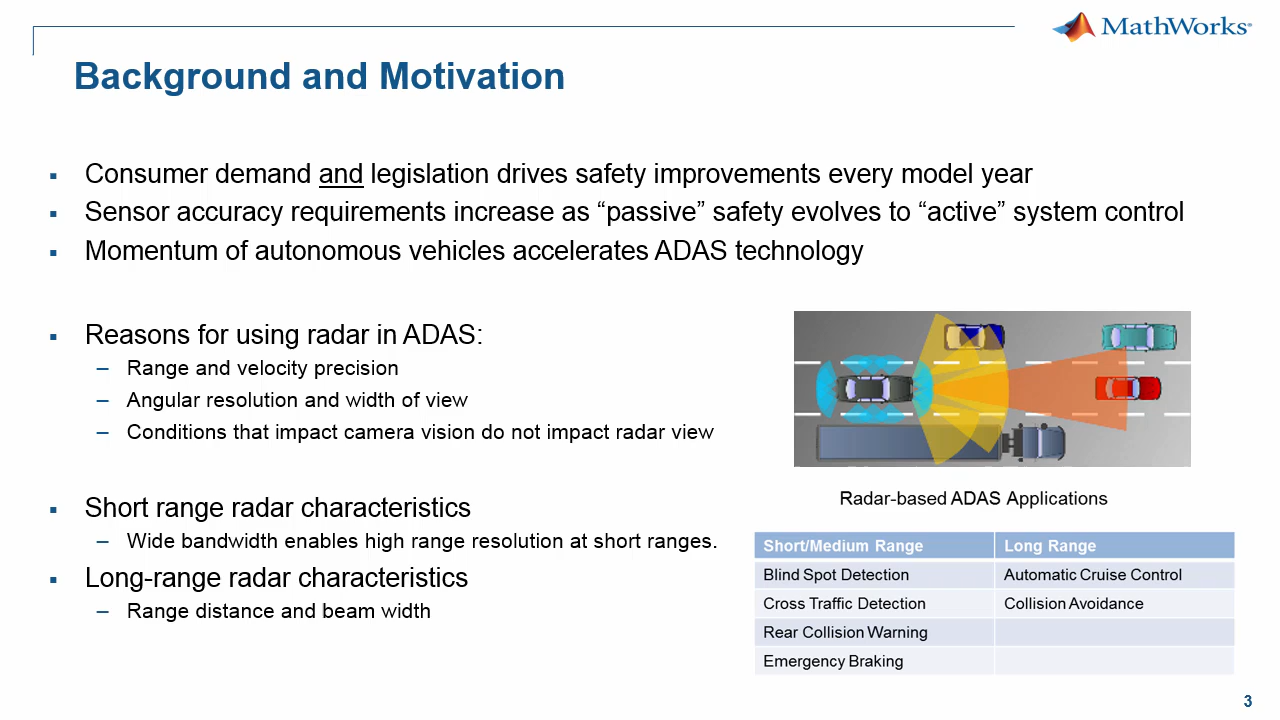 MathWorks®
Background and Motivation
▪ Consumer demand and legislation drives safety improvements every model year
▪ Sensor accuracy requirements increase as “passive” safety evolves to “active” system control
▪ Momentum of autonomous vehicles accelerates ADAS technology
▪ Reasons for using radar in ADAS:
– Range and velocity precision
– Angular resolution and width of view
– Conditions that impact camera vision do not impact radar view
▪ Short range radar characteristics
– Wide bandwidth enables high range resolution at short ranges.
▪ Long-range radar characteristics
– Range distance and beam width
Radar-based ADAS Applications
Short/Medium Range Long Range
Blind Spot Detection Automatic Cruise Control
Cross Traffic Detection Collision Avoidance
Rear Collision Warning
Emergency Braking
3